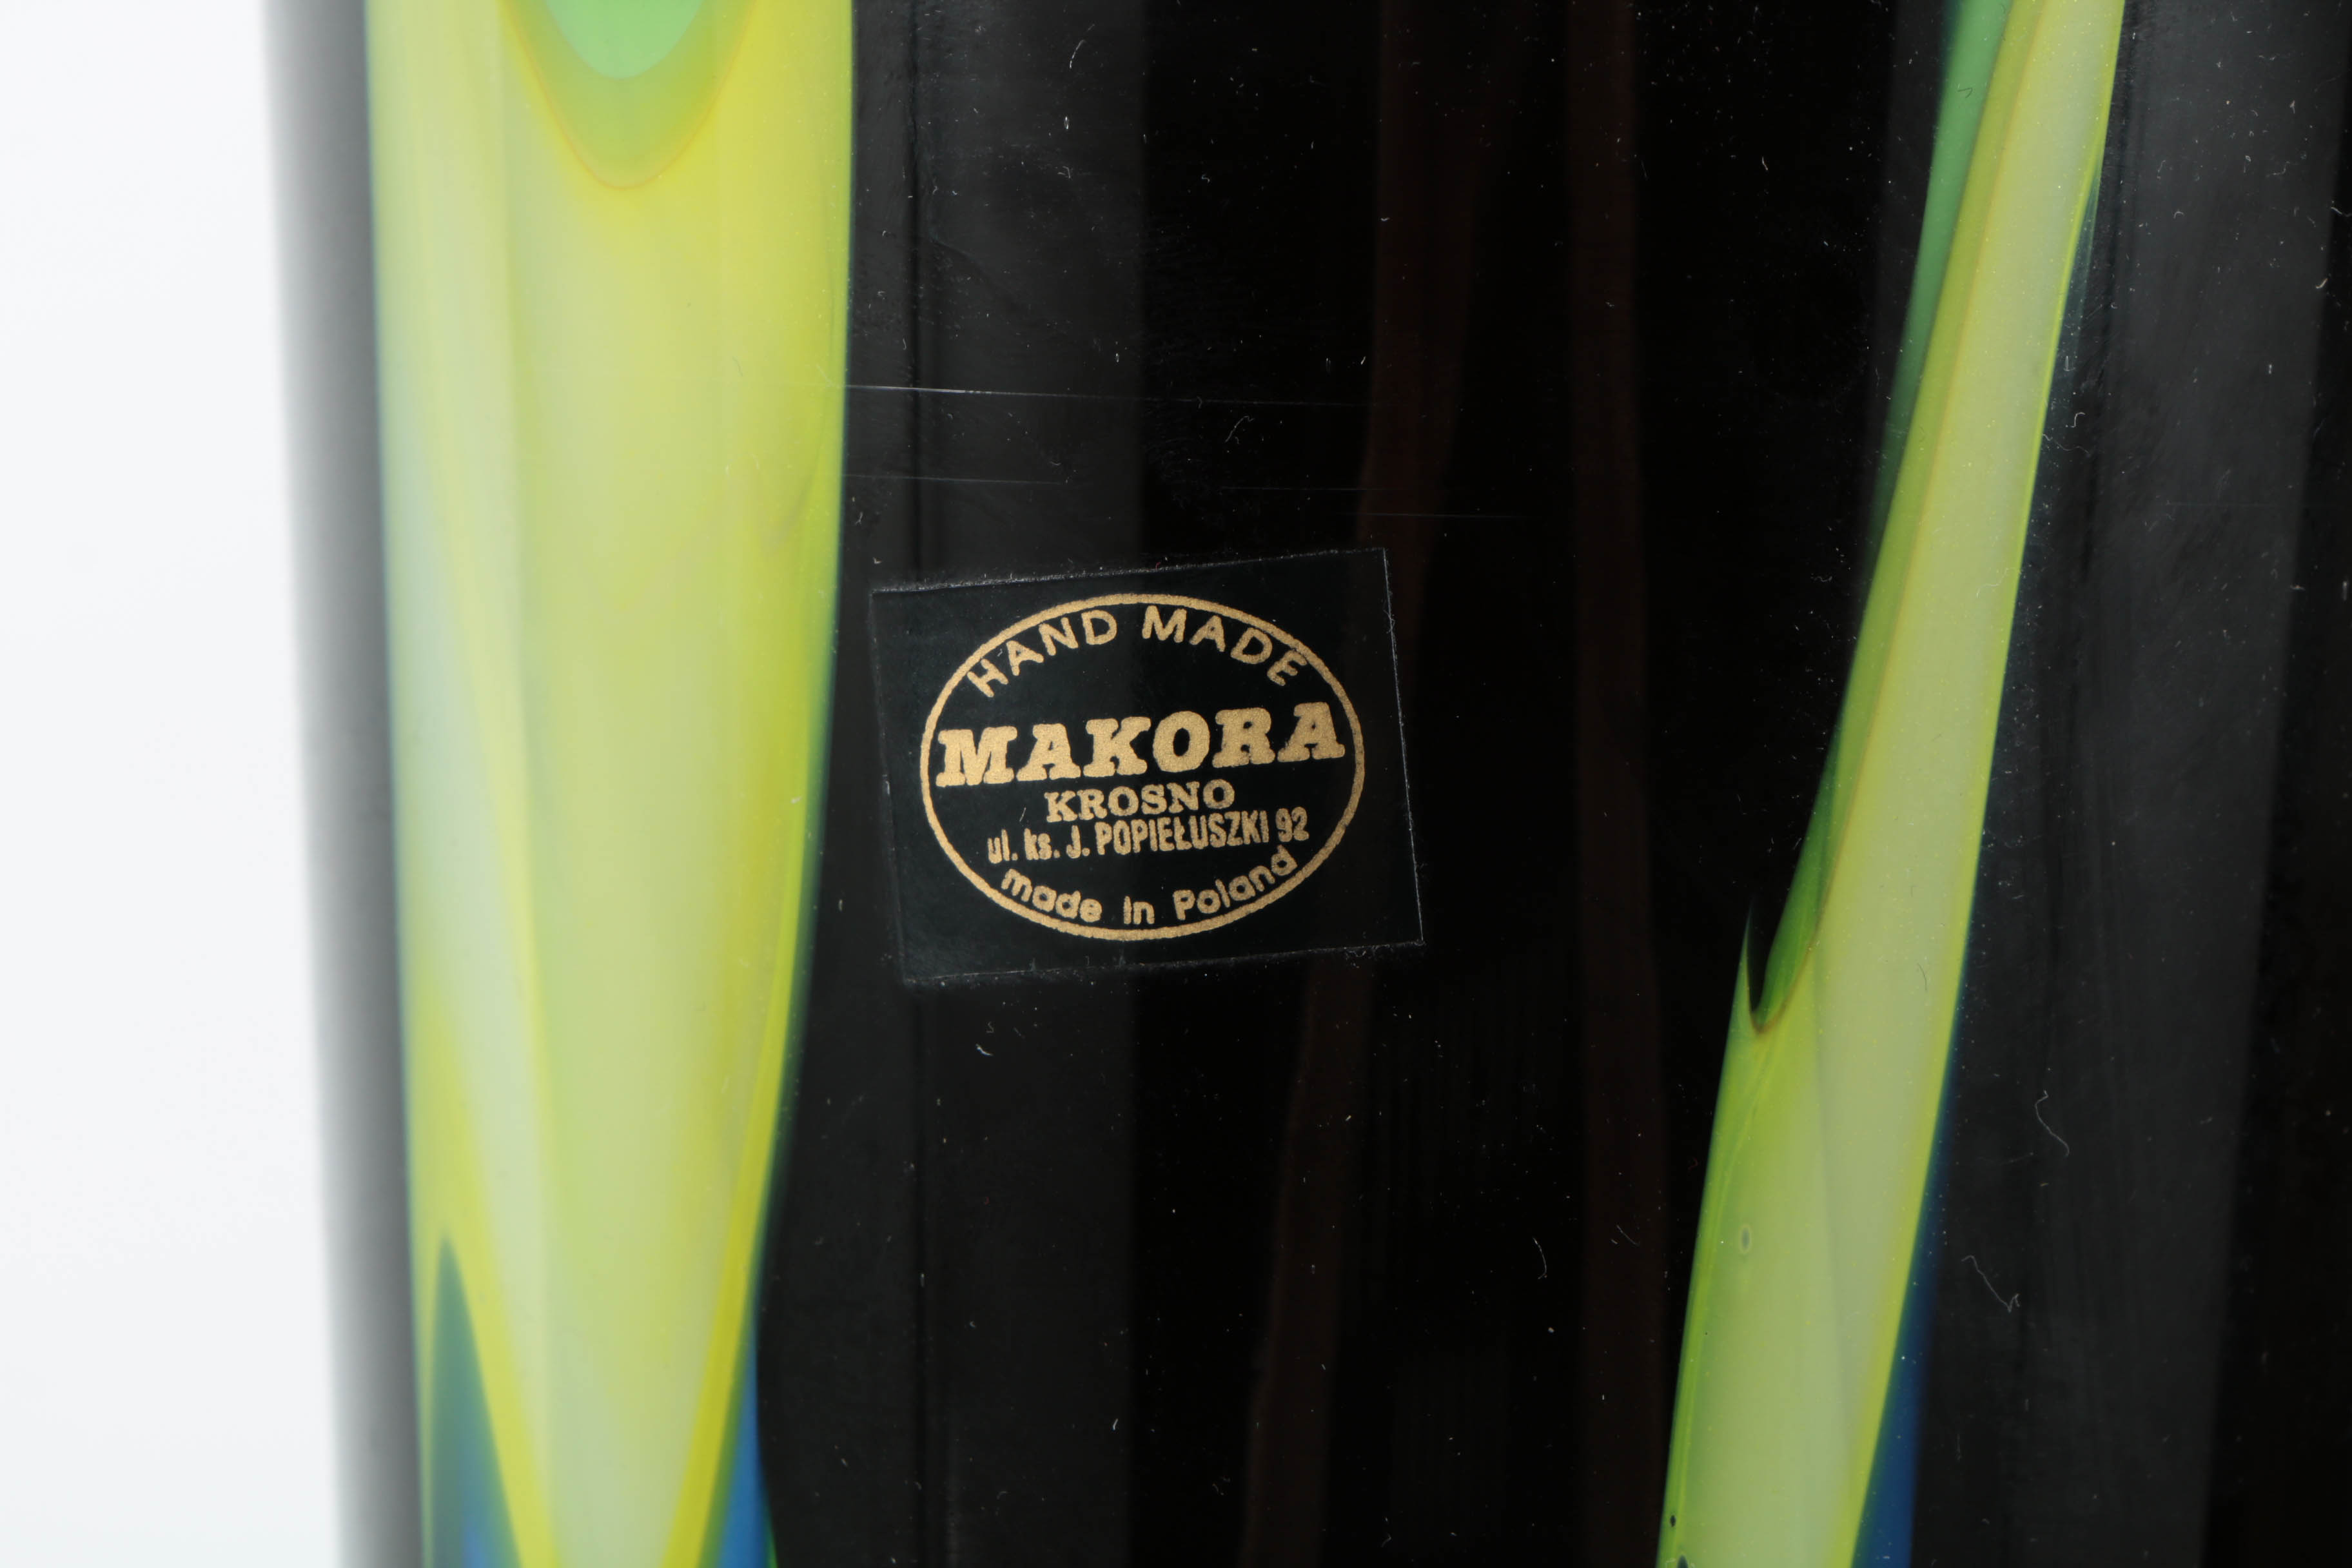 HAND MADE
MAKORA
KROSNO
ul. ks. J. POPIEŁUSZKI 92
made in Poland